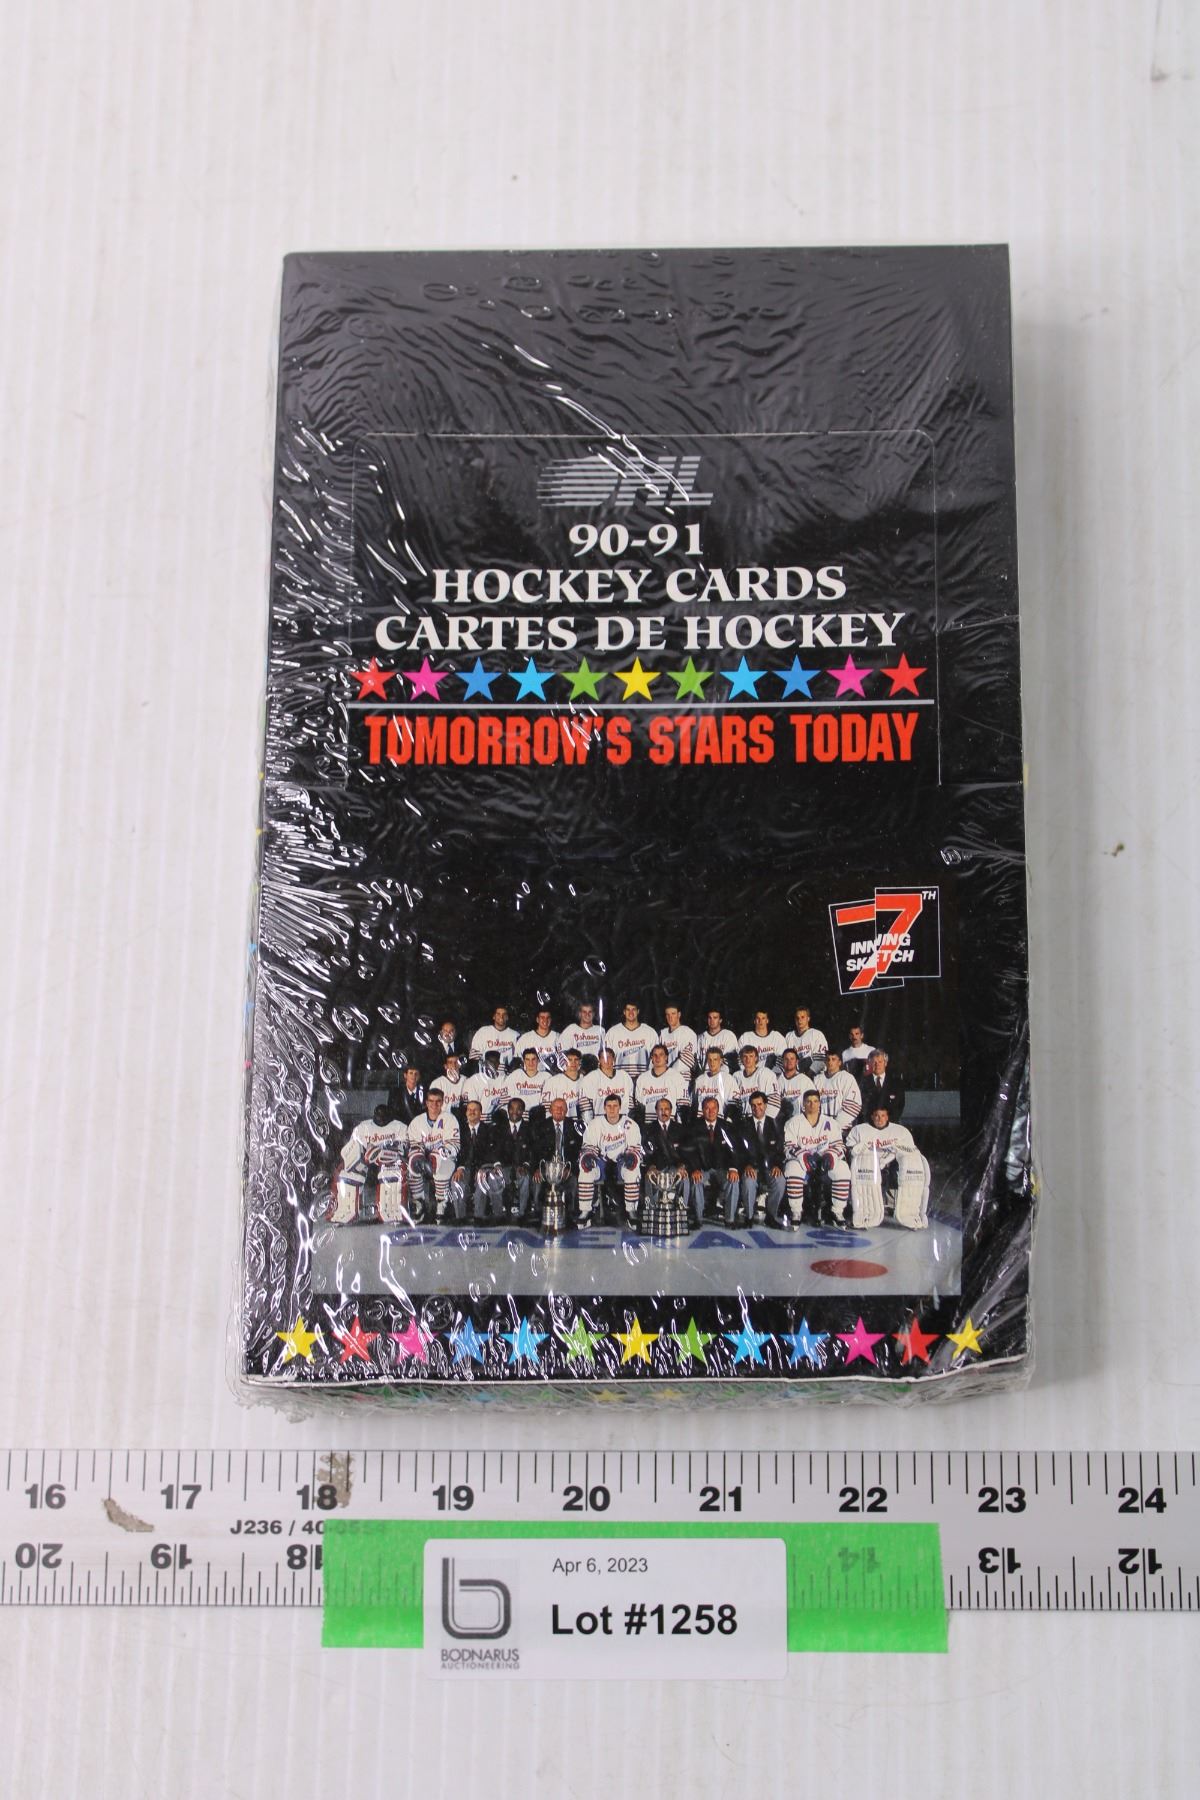 OHL
90-91
HOCKEY CARDS
CARTES DE HOCKEY
TOMORROW'S STARS TODAY
7TH
INNING
SKETCH
GENERALS
16 17 18 19 20 21 22 23 24
J236 / 40
20 19 18 14 13 12
Apr 6, 2023
Lot #1258
BODNARUS
AUCTIONEERING